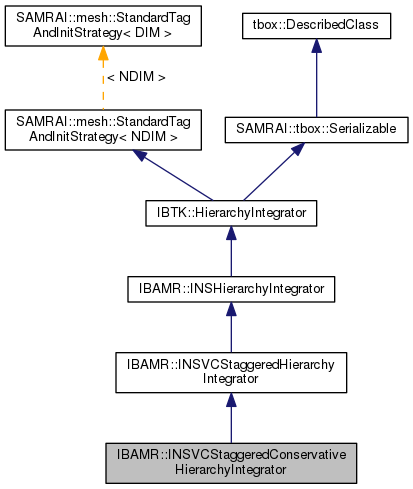 SAMRAI::mesh::StandardTag
AndInitStrategy< DIM >
tbox::DescribedClass
< NDIM >
SAMRAI::mesh::StandardTag
AndInitStrategy< NDIM >
SAMRAI::tbox::Serializable
IBTK::HierarchyIntegrator
IBAMR::INSHierarchyIntegrator
IBAMR::INSVCStaggeredHierarchy
Integrator
IBAMR::INSVCStaggeredConservative
HierarchyIntegrator